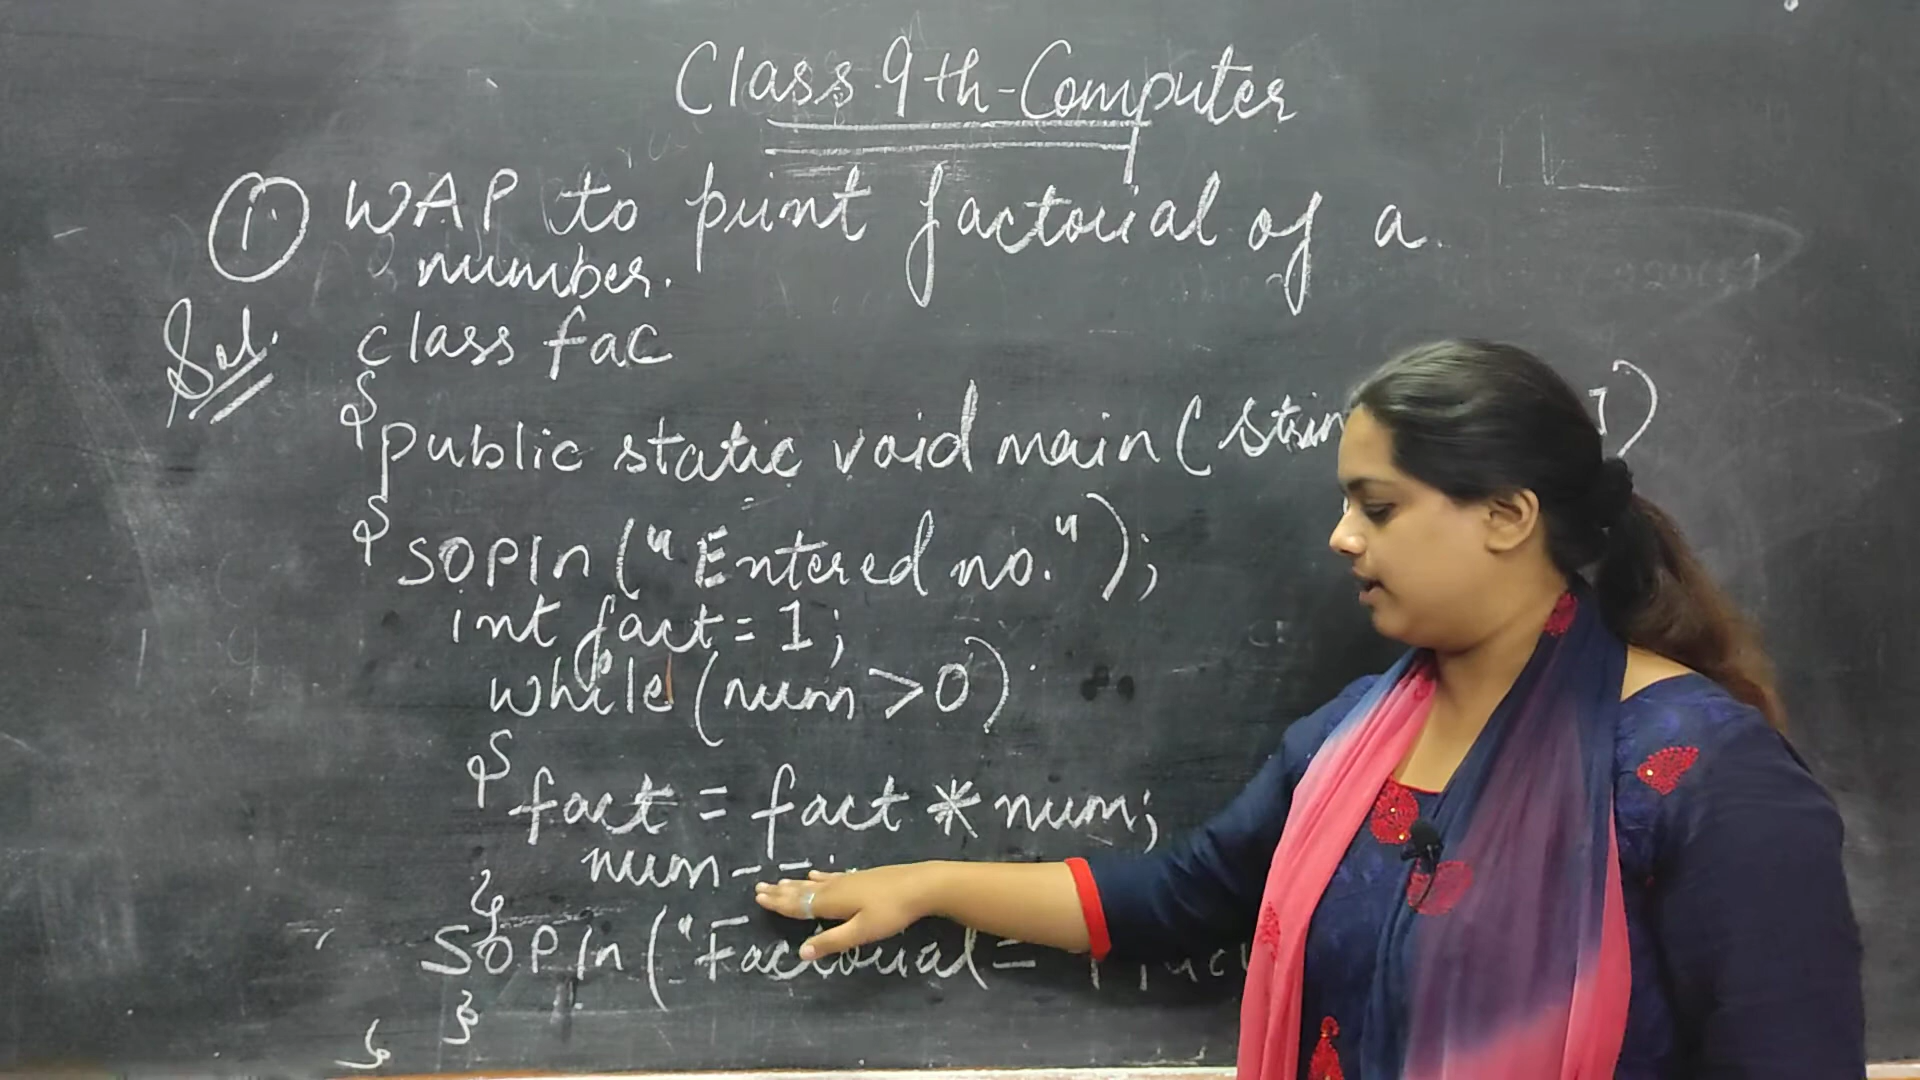 Class 9th-Computer
① WAP to print factorial of a
number.
Sol. class fac
{
public static void main(
{
SOPln("Entered no.");
int fact=1;
while(num>0)
{
fact = fact * num;
num--;
}
SOPln("Factorial=
}
}